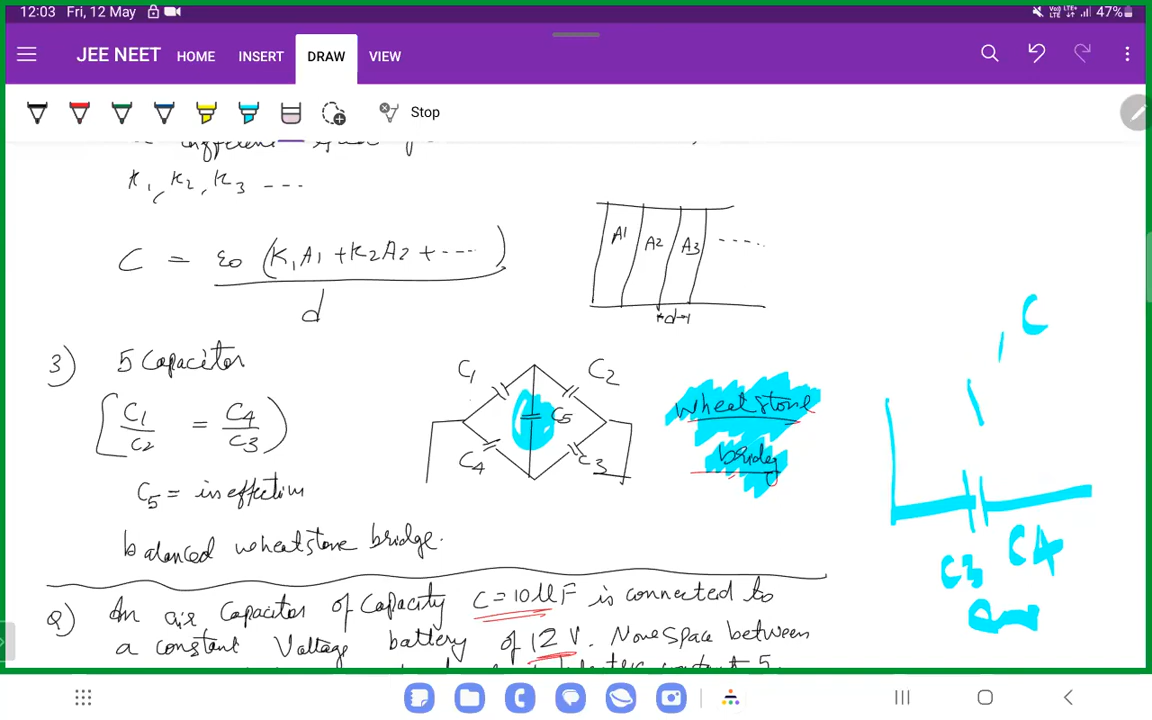 12:03 Fri, 12 May 47%
JEE NEET HOME INSERT DRAW VIEW
Stop
K1, K2, K3 ----
C = ε0 (K1A1 + K2A2 + ----)
d
A1 A2 A3 ----
d
3) 5 Capacitor
C1/C2 = C4/C3
C1 C2
C5
C4 C3
Wheatstone
bridg
C5 = ineffective
balanced wheatstone bridge.
C
C3 C4
Q) An air Capacitor of Capacity C = 10 μF is connected to
a constant Voltage battery of 12 V. Now space between